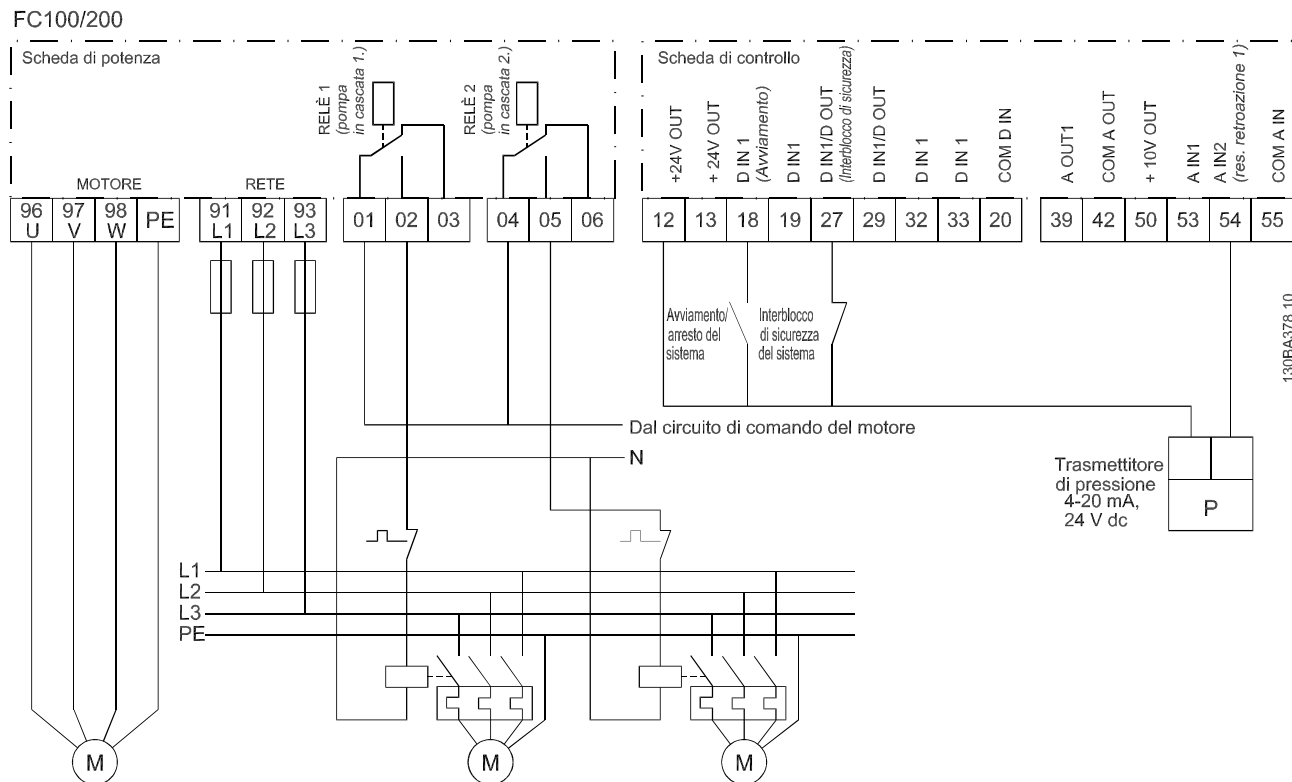 FC100/200
Scheda di potenza
RELÈ 1
(pompa
in cascata 1.)
RELÈ 2
(pompa
in cascata 2.)
MOTORE
RETE
96
U
97
V
98
W
PE
91
L1
92
L2
93
L3
01
02
03
04
05
06
Scheda di controllo
+24V OUT
+ 24V OUT
D IN 1
(Avviamento)
D IN1
D IN1/D OUT
(Interblocco di sicurezza)
D IN1/D OUT
D IN 1
D IN 1
COM D IN
A OUT1
COM A OUT
+ 10V OUT
A IN1
A IN2
(res. retroazione 1)
COM A IN
12
13
18
19
27
29
32
33
20
39
42
50
53
54
55
Avviamento/
arresto del
sistema
Interblocco
di sicurezza
del sistema
130BA378.10
Dal circuito di comando del motore
N
Trasmettitore
di pressione
4-20 mA,
24 V dc
P
L1
L2
L3
PE
M
M
M